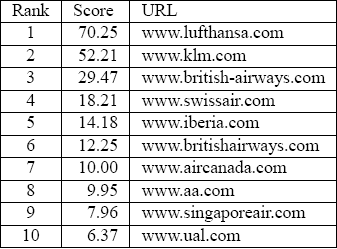 Rank Score URL
1 70.25 www.lufthansa.com
2 52.21 www.klm.com
3 29.47 www.british-airways.com
4 18.21 www.swissair.com
5 14.18 www.iberia.com
6 12.25 www.britishairways.com
7 10.00 www.aircanada.com
8 9.95 www.aa.com
9 7.96 www.singaporeair.com
10 6.37 www.ual.com